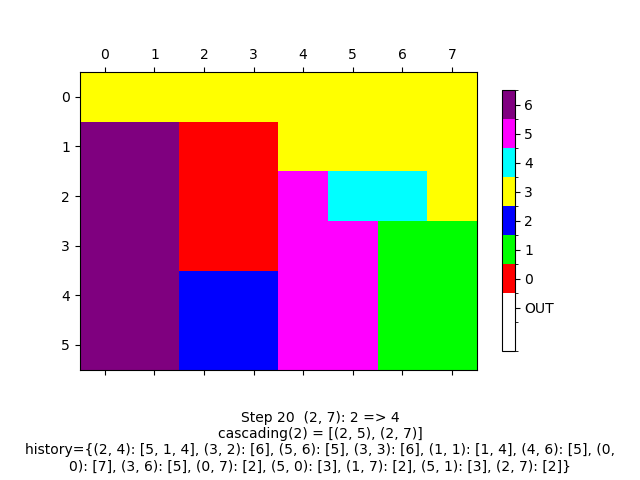 0 1 2 3 4 5 6 7
0
1
2
3
4
5
6
5
4
3
2
1
0
OUT
Step 20  (2, 7): 2 => 4
cascading(2) = [(2, 5), (2, 7)]
history={(2, 4): [5, 1, 4], (3, 2): [6], (5, 6): [5], (3, 3): [6], (1, 1): [1, 4], (4, 6): [5], (0,
0): [7], (3, 6): [5], (0, 7): [2], (5, 0): [3], (1, 7): [2], (5, 1): [3], (2, 7): [2]}